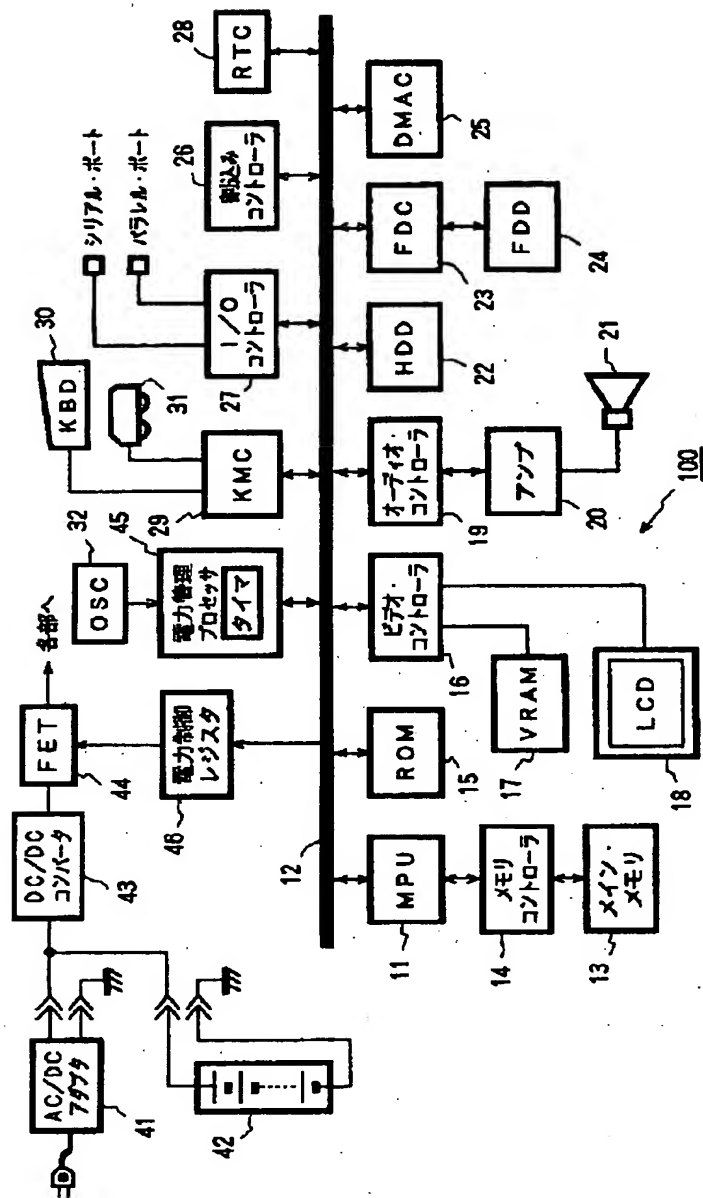 AC/DC
アダプタ
41
42
DC/DC
コンバータ
43
FET
44
各部へ
電力制御
レジスタ
46
OSC
32
電力管理
プロセッサ
タイマ
45
KBD
30
31
KMC
29
シリアル・ポート
パラレル・ポート
I/O
コントローラ
27
割込み
コントローラ
26
RTC
28
12
MPU
11
メモリ
コントローラ
14
メイン・
メモリ
13
ROM
15
ビデオ・
コントローラ
16
VRAM
17
LCD
18
オーディオ・
コントローラ
19
アンプ
20
21
HDD
22
FDC
23
FDD
24
DMAC
25
100